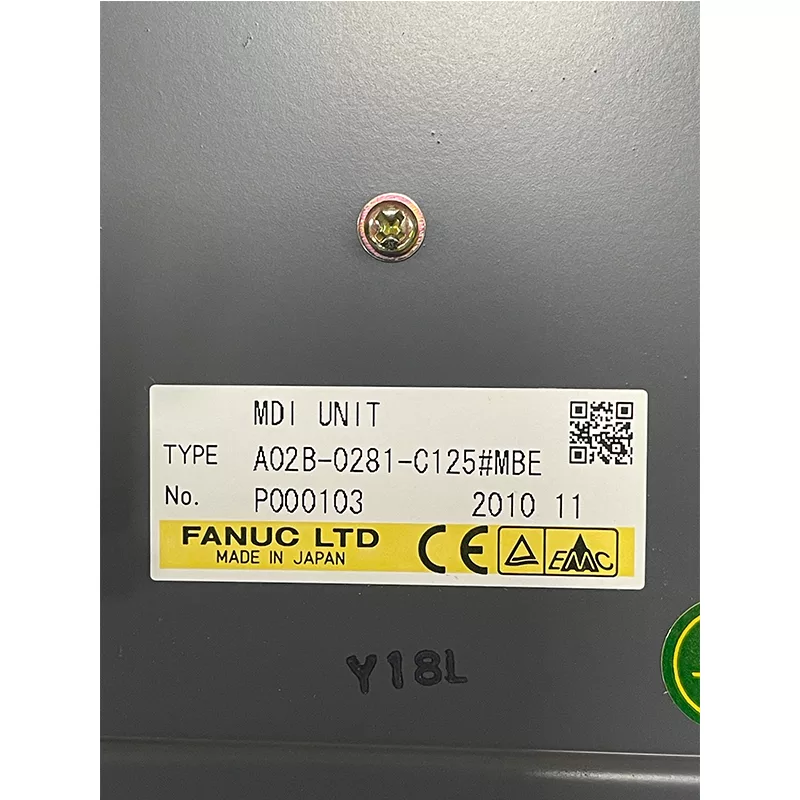 MDI UNIT
TYPE A02B-0281-C125#MBE
No. P000103 2010 11
FANUC LTD
MADE IN JAPAN
CE
EMC
Y18L